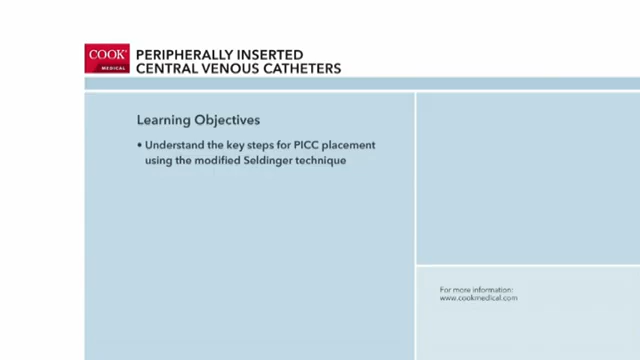 COOK®
MEDICAL
PERIPHERALLY INSERTED
CENTRAL VENOUS CATHETERS
Learning Objectives
• Understand the key steps for PICC placement
using the modified Seldinger technique
For more information:
www.cookmedical.com